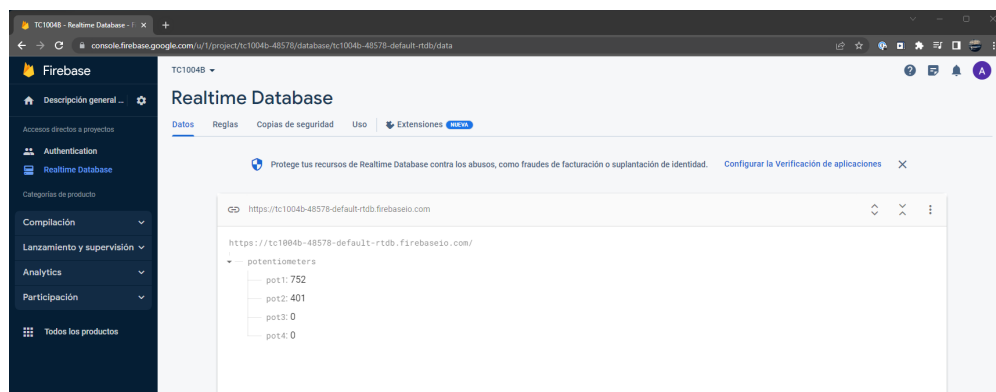 TC1004B - Realtime Database - F
console.firebase.google.com/u/1/project/tc1004b-48578/database/tc1004b-48578-default-rtdb/data
Firebase
TC1004B
Descripción general ...
Realtime Database
Datos Reglas Copias de seguridad Uso Extensiones NUEVA
Accesos directos a proyectos
Authentication
Realtime Database
Protege tus recursos de Realtime Database contra los abusos, como fraudes de facturación o suplantación de identidad. Configurar la Verificación de aplicaciones
Categorías de producto
https://tc1004b-48578-default-rtdb.firebaseio.com
Compilación
Lanzamiento y supervisión
https://tc1004b-48578-default-rtdb.firebaseio.com/
potentiometers
Analytics
pot1: 752
Participación
pot2: 401
pot3: 0
Todos los productos
pot4: 0
A